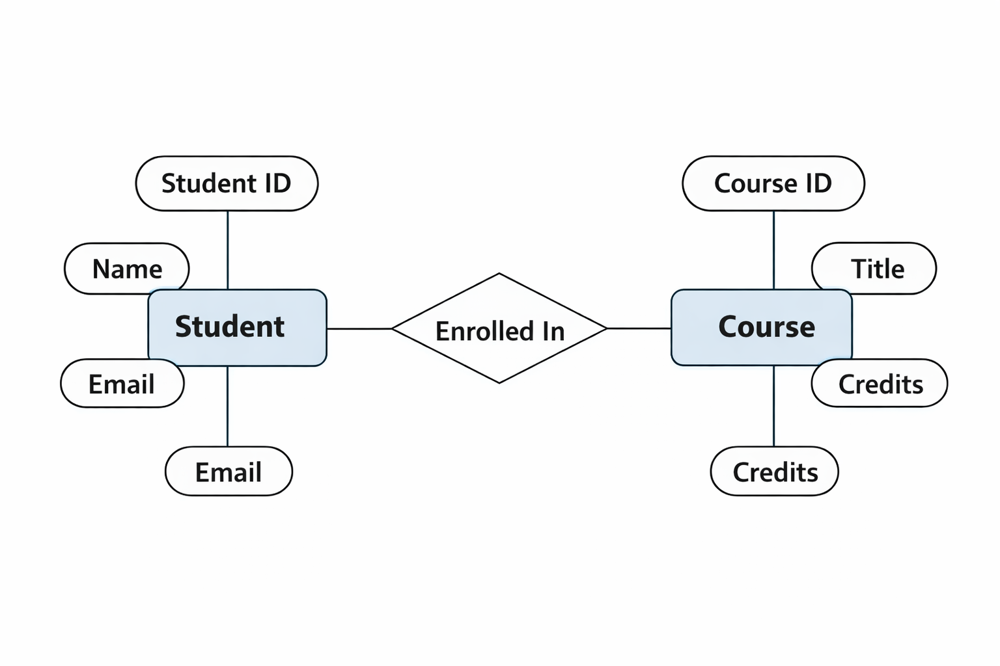 Student ID
Course ID
Name
Title
Student
Enrolled In
Course
Email
Credits
Email
Credits